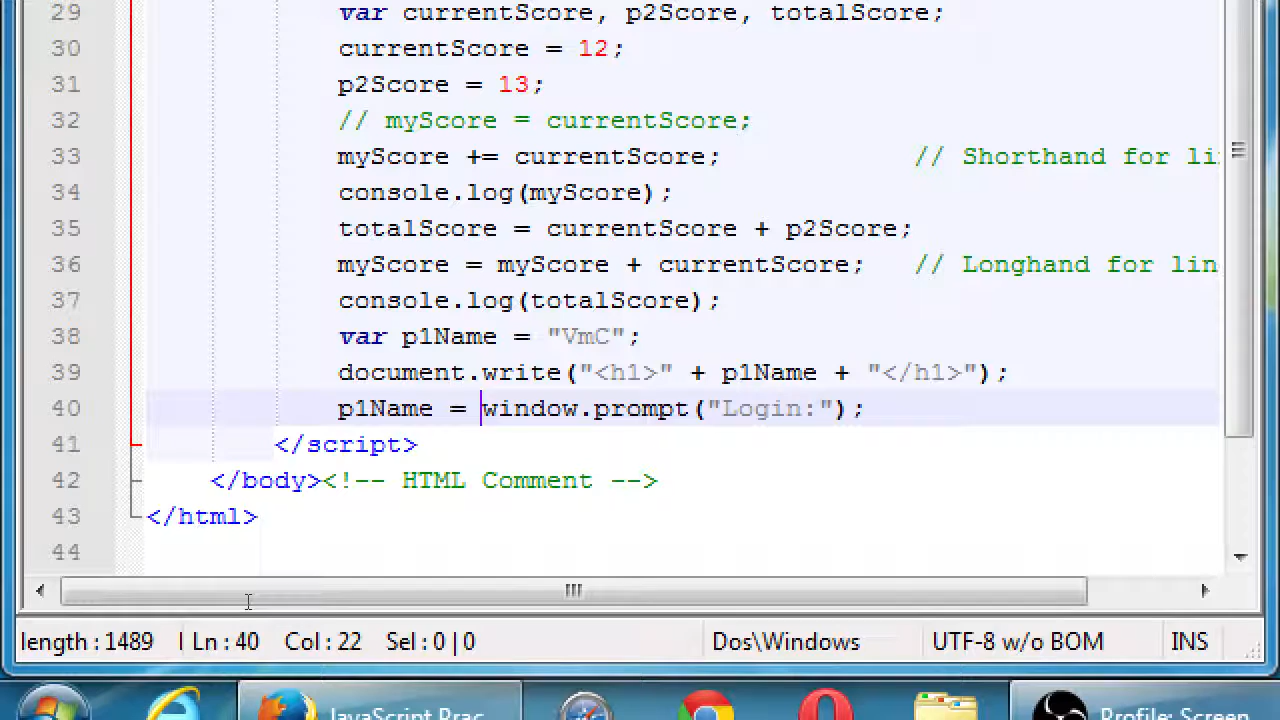 29 var currentScore, p2Score, totalScore;
30 currentScore = 12;
31 p2Score = 13;
32 // myScore = currentScore;
33 myScore += currentScore; // Shorthand for li
34 console.log(myScore);
35 totalScore = currentScore + p2Score;
36 myScore = myScore + currentScore; // Longhand for lin
37 console.log(totalScore);
38 var p1Name = "VmC";
39 document.write("<h1>" + p1Name + "</h1>");
40 p1Name = window.prompt("Login:");
41 </script>
42 </body><!-- HTML Comment -->
43 </html>
44
length : 1489 l Ln : 40 Col : 22 Sel : 0 | 0 Dos\Windows UTF-8 w/o BOM INS
JavaScript Prac... Profile: Screen